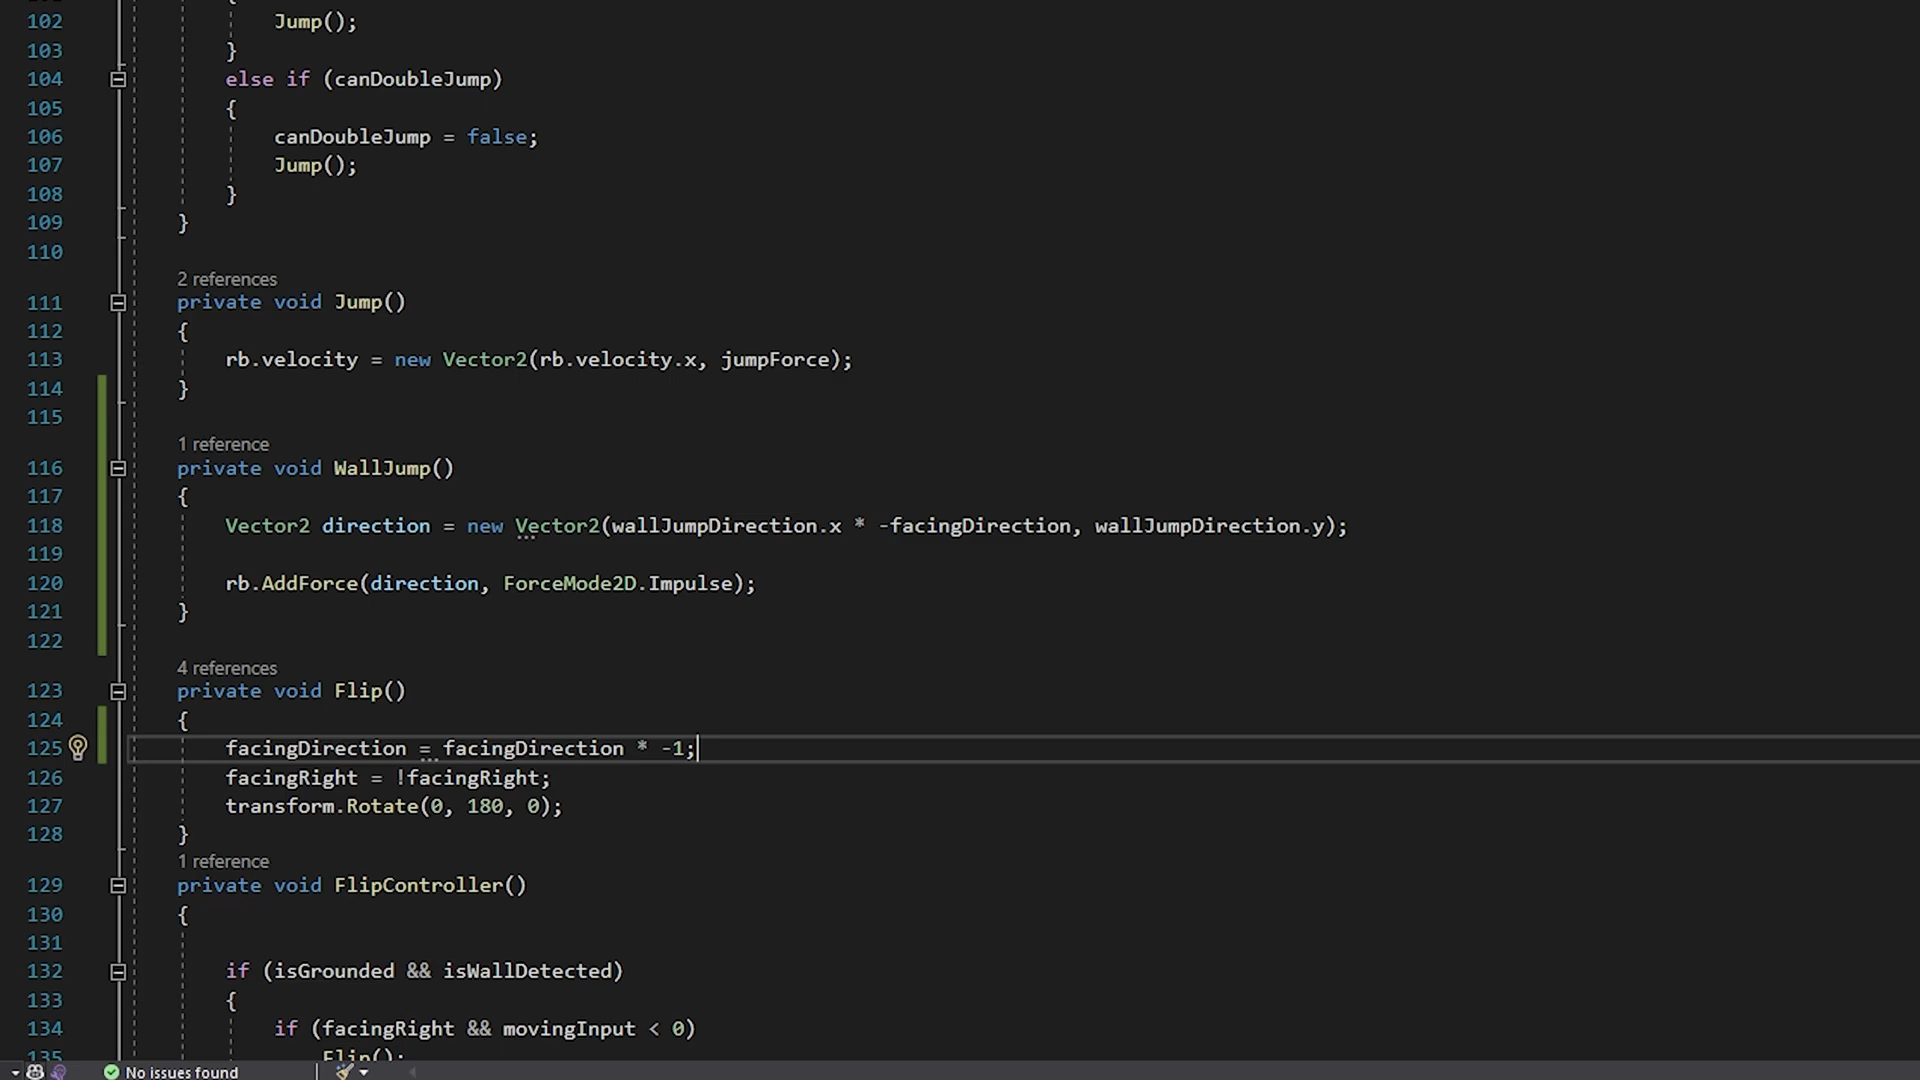 102 Jump();
103 }
104 else if (canDoubleJump)
105 {
106 canDoubleJump = false;
107 Jump();
108 }
109 }
110
2 references
111 private void Jump()
112 {
113 rb.velocity = new Vector2(rb.velocity.x, jumpForce);
114 }
115
1 reference
116 private void WallJump()
117 {
118 Vector2 direction = new Vector2(wallJumpDirection.x * -facingDirection, wallJumpDirection.y);
119
120 rb.AddForce(direction, ForceMode2D.Impulse);
121 }
122
4 references
123 private void Flip()
124 {
125 facingDirection = facingDirection * -1;
126 facingRight = !facingRight;
127 transform.Rotate(0, 180, 0);
128 }
1 reference
129 private void FlipController()
130 {
131
132 if (isGrounded && isWallDetected)
133 {
134 if (facingRight && movingInput < 0)
135 Flip();
No issues found